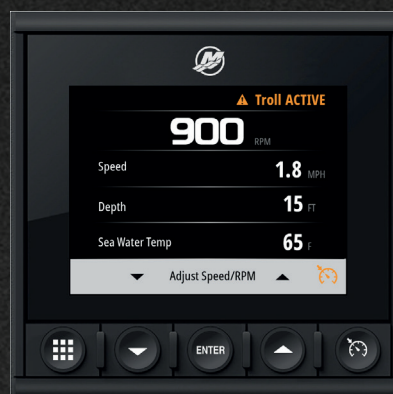 Troll ACTIVE
900 RPM
Speed 1.8 MPH
Depth 15 FT
Sea Water Temp 65 F
Adjust Speed/RPM
ENTER